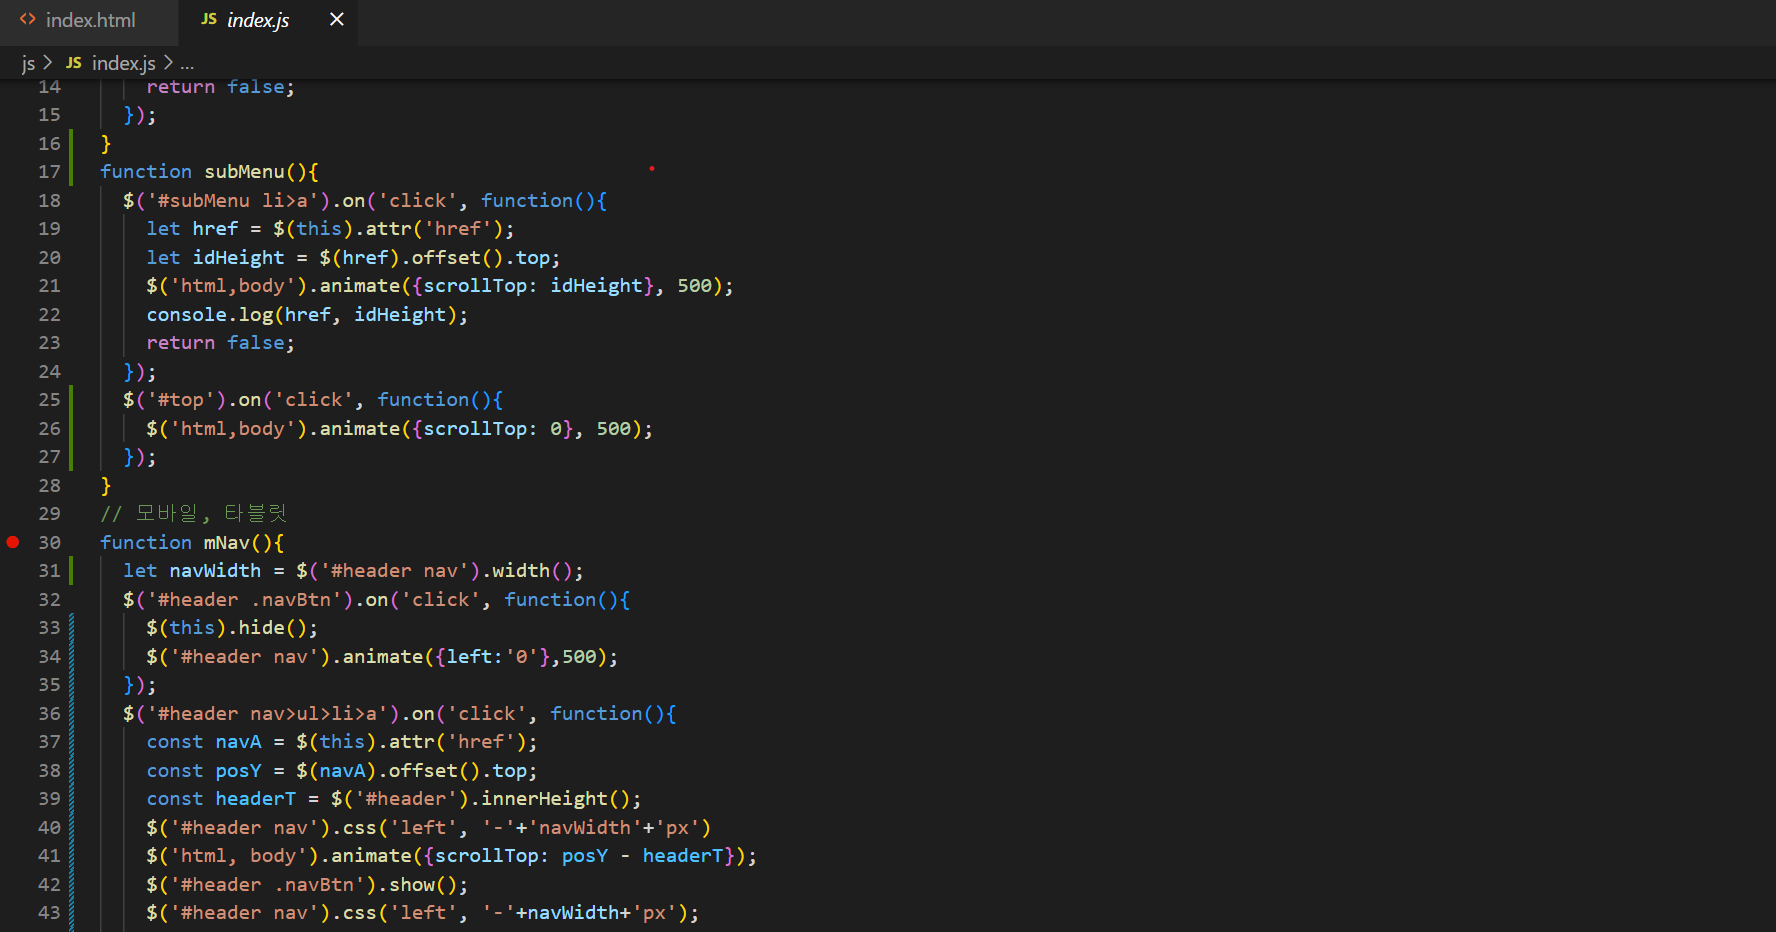 <> index.html JS index.js ×
js > JS index.js > ...
14 return false;
15 });
16 }
17 function subMenu(){
18 $('#subMenu li>a').on('click', function(){
19 let href = $(this).attr('href');
20 let idHeight = $(href).offset().top;
21 $('html,body').animate({scrollTop: idHeight}, 500);
22 console.log(href, idHeight);
23 return false;
24 });
25 $('#top').on('click', function(){
26 $('html,body').animate({scrollTop: 0}, 500);
27 });
28 }
29 // 모바일, 타블릿
30 function mNav(){
31 let navWidth = $('#header nav').width();
32 $('#header .navBtn').on('click', function(){
33 $(this).hide();
34 $('#header nav').animate({left:'0'},500);
35 });
36 $('#header nav>ul>li>a').on('click', function(){
37 const navA = $(this).attr('href');
38 const posY = $(navA).offset().top;
39 const headerT = $('#header').innerHeight();
40 $('#header nav').css('left', '-'+'navWidth'+'px')
41 $('html, body').animate({scrollTop: posY - headerT});
42 $('#header .navBtn').show();
43 $('#header nav').css('left', '-'+navWidth+'px');